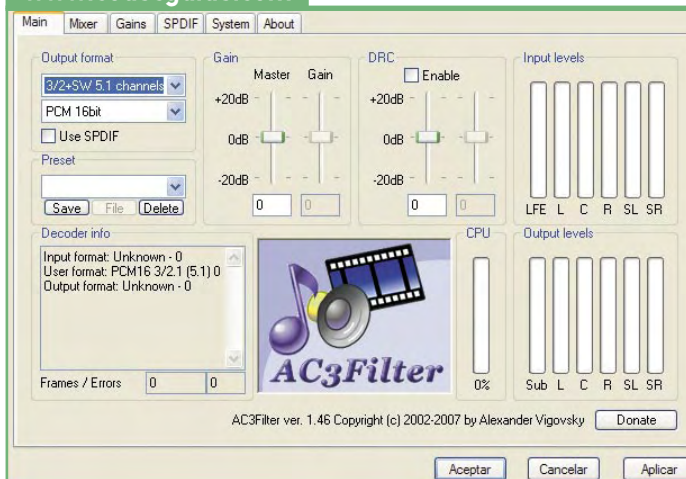 Main Mixer Gains SPDIF System About
Output format
3/2+SW 5.1 channels
PCM 16bit
Use SPDIF
Preset
Save File Delete
Gain
Master Gain
+20dB
0dB
-20dB
0 0
DRC
Enable
+20dB
0dB
-20dB
0 0
Input levels
LFE L C R SL SR
Decoder info
Input format: Unknown - 0
User format: PCM16 3/2.1 (5.1) 0
Output format: Unknown - 0
Frames / Errors 0 0
AC3Filter
CPU
0%
Output levels
Sub L C R SL SR
AC3Filter ver. 1.46 Copyright (c) 2002-2007 by Alexander Vigovsky Donate
Aceptar Cancelar Aplicar